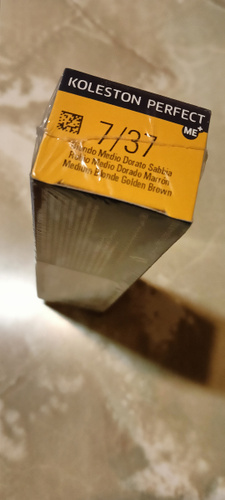 KOLESTON PERFECT
ME+
7/37
Biondo Medio Dorato Sabbia
Rubio Medio Dorado Marrón
Medium Blonde Golden Brown